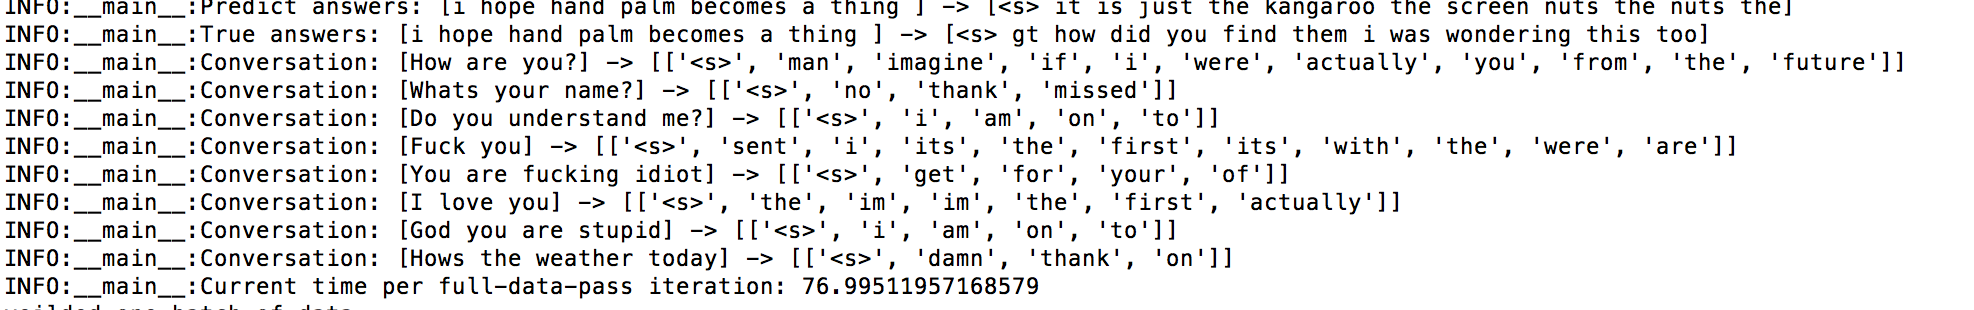 INFO:__main__:Predict answers: [i hope hand palm becomes a thing ] -> [<s> it is just the kangaroo the screen nuts the nuts the]
INFO:__main__:True answers: [i hope hand palm becomes a thing ] -> [<s> gt how did you find them i was wondering this too]
INFO:__main__:Conversation: [How are you?] -> [['<s>', 'man', 'imagine', 'if', 'i', 'were', 'actually', 'you', 'from', 'the', 'future']]
INFO:__main__:Conversation: [Whats your name?] -> [['<s>', 'no', 'thank', 'missed']]
INFO:__main__:Conversation: [Do you understand me?] -> [['<s>', 'i', 'am', 'on', 'to']]
INFO:__main__:Conversation: [Fuck you] -> [['<s>', 'sent', 'i', 'its', 'the', 'first', 'its', 'with', 'the', 'were', 'are']]
INFO:__main__:Conversation: [You are fucking idiot] -> [['<s>', 'get', 'for', 'your', 'of']]
INFO:__main__:Conversation: [I love you] -> [['<s>', 'the', 'im', 'im', 'the', 'first', 'actually']]
INFO:__main__:Conversation: [God you are stupid] -> [['<s>', 'i', 'am', 'on', 'to']]
INFO:__main__:Conversation: [Hows the weather today] -> [['<s>', 'damn', 'thank', 'on']]
INFO:__main__:Current time per full-data-pass iteration: 76.99511957168579